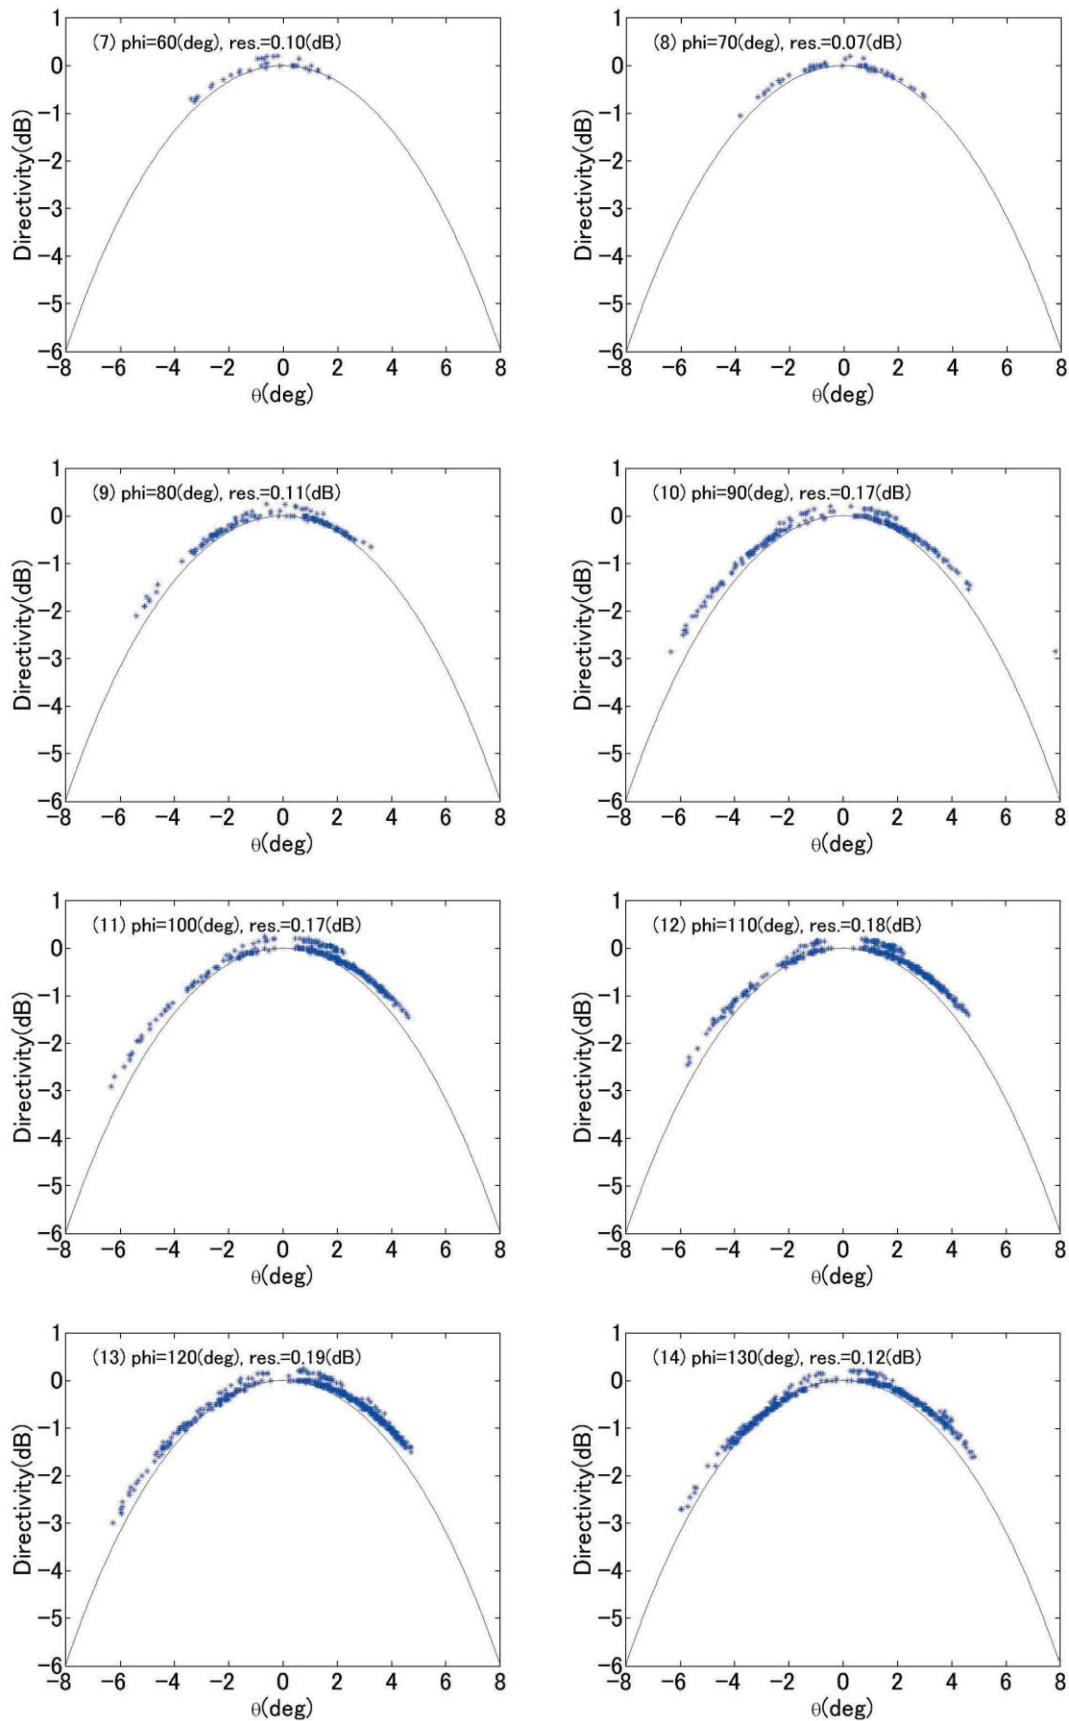 (7) phi=60(deg), res.=0.10(dB)
1
0
−1
−2
−3
−4
−5
−6
Directivity(dB)
−8 −6 −4 −2 0 2 4 6 8
θ(deg)
(8) phi=70(deg), res.=0.07(dB)
1
0
−1
−2
−3
−4
−5
−6
Directivity(dB)
−8 −6 −4 −2 0 2 4 6 8
θ(deg)
(9) phi=80(deg), res.=0.11(dB)
1
0
−1
−2
−3
−4
−5
−6
Directivity(dB)
−8 −6 −4 −2 0 2 4 6 8
θ(deg)
(10) phi=90(deg), res.=0.17(dB)
1
0
−1
−2
−3
−4
−5
−6
Directivity(dB)
−8 −6 −4 −2 0 2 4 6 8
θ(deg)
(11) phi=100(deg), res.=0.17(dB)
1
0
−1
−2
−3
−4
−5
−6
Directivity(dB)
−8 −6 −4 −2 0 2 4 6 8
θ(deg)
(12) phi=110(deg), res.=0.18(dB)
1
0
−1
−2
−3
−4
−5
−6
Directivity(dB)
−8 −6 −4 −2 0 2 4 6 8
θ(deg)
(13) phi=120(deg), res.=0.19(dB)
1
0
−1
−2
−3
−4
−5
−6
Directivity(dB)
−8 −6 −4 −2 0 2 4 6 8
θ(deg)
(14) phi=130(deg), res.=0.12(dB)
1
0
−1
−2
−3
−4
−5
−6
Directivity(dB)
−8 −6 −4 −2 0 2 4 6 8
θ(deg)